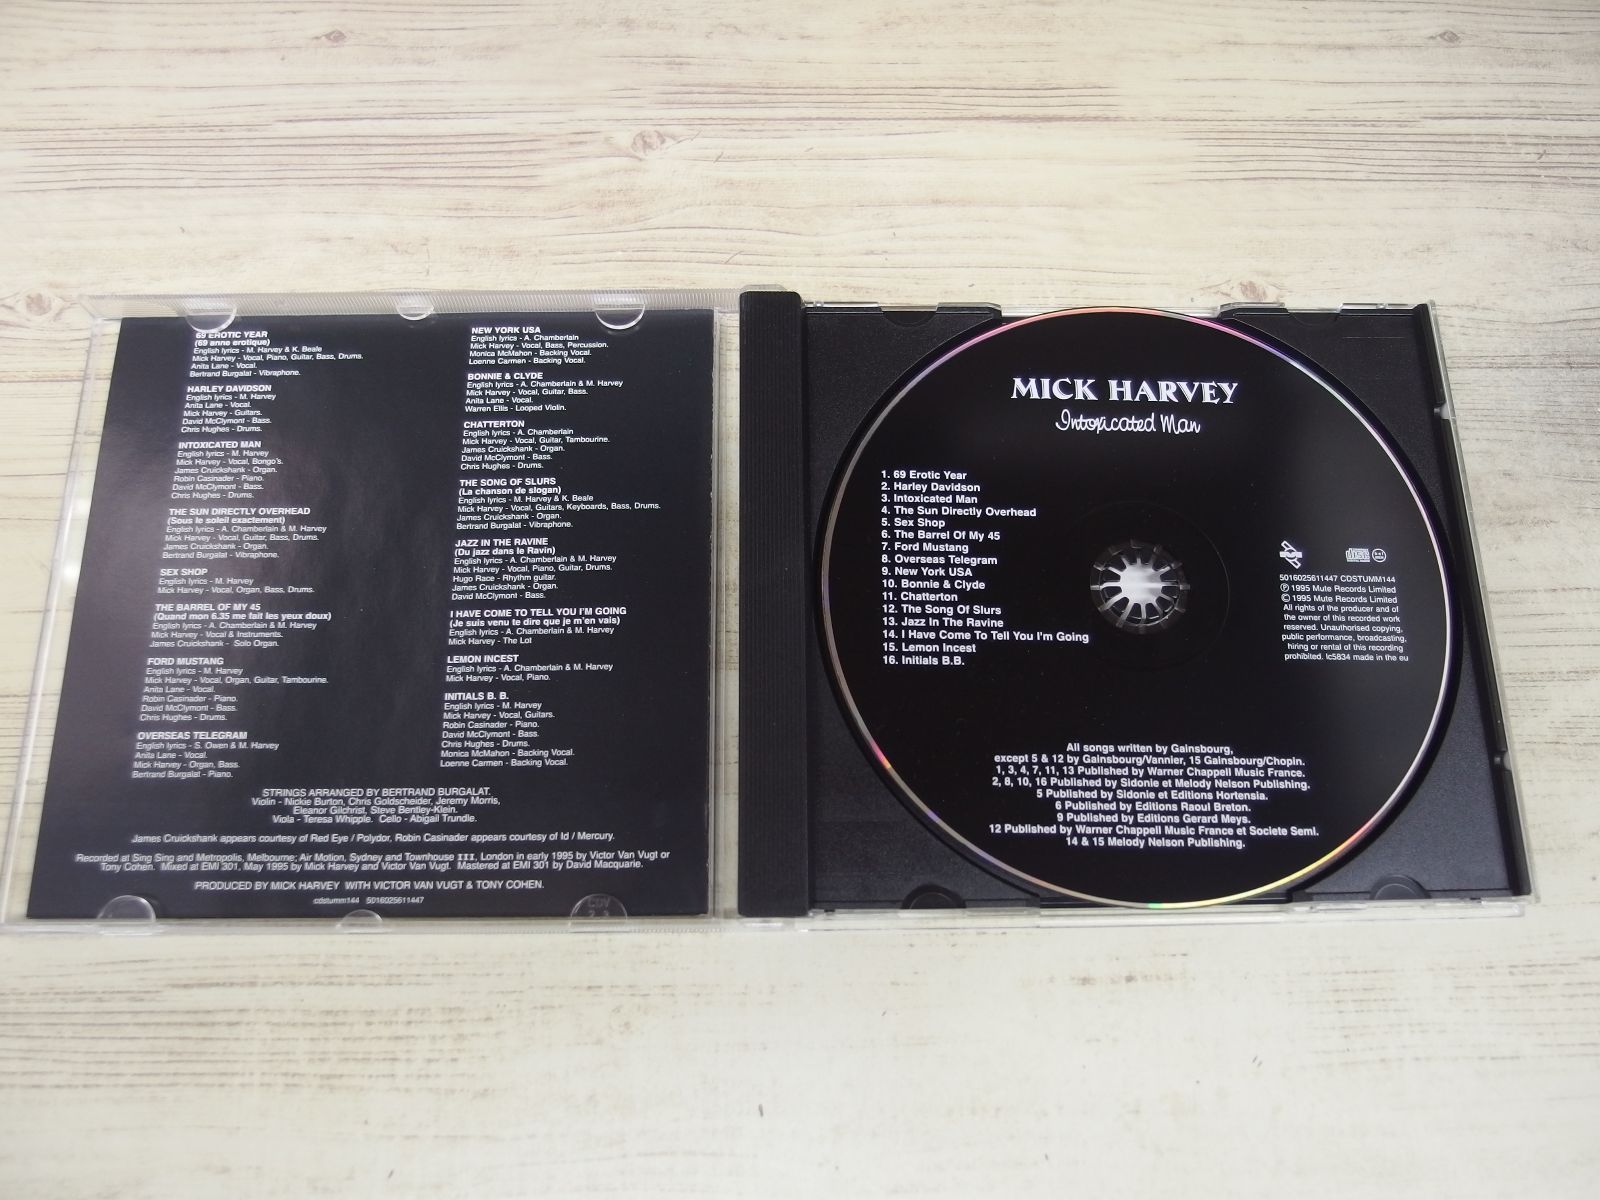 69 EROTIC YEAR
(69 anne erotique)
English lyrics - M. Harvey & K. Beale
Mick Harvey - Vocal, Piano, Guitar, Bass, Drums.
Anita Lane - Vocal.
Bertrand Burgalat - Vibraphone.
HARLEY DAVIDSON
English lyrics - M. Harvey
Anita Lane - Vocal.
Mick Harvey - Guitars.
David McClymont - Bass.
Chris Hughes - Drums.
INTOXICATED MAN
English lyrics - M. Harvey
Mick Harvey - Vocal, Bongo's.
James Cruickshank - Organ.
Robin Casinader - Piano.
David McClymont - Bass.
Chris Hughes - Drums.
THE SUN DIRECTLY OVERHEAD
(Sous le soleil exactement)
English lyrics - A. Chamberlain & M. Harvey
Mick Harvey - Vocal, Guitar, Bass, Drums.
James Cruickshank - Organ.
Bertrand Burgalat - Vibraphone.
SEX SHOP
English lyrics - M. Harvey
Mick Harvey - Vocal, Organ, Bass, Drums.
THE BARREL OF MY 45
(Quand mon 6.35 me fait les yeux doux)
English lyrics - A. Chamberlain & M. Harvey
Mick Harvey - Vocal & Instruments.
James Cruickshank - Solo Organ.
FORD MUSTANG
English lyrics - M. Harvey
Mick Harvey - Vocal, Organ, Guitar, Tambourine.
Anita Lane - Vocal.
Robin Casinader - Piano.
David McClymont - Bass.
Chris Hughes - Drums.
OVERSEAS TELEGRAM
English lyrics - S. Owen & M. Harvey
Anita Lane - Vocal.
Mick Harvey - Organ, Bass.
Bertrand Burgalat - Piano.
NEW YORK USA
English lyrics - A. Chamberlain
Mick Harvey - Vocal, Bass, Percussion.
Monica McMahon - Backing Vocal.
Loenne Carmen - Backing Vocal.
BONNIE & CLYDE
English lyrics - A. Chamberlain & M. Harvey
Mick Harvey - Vocal, Guitar, Bass.
Anita Lane - Vocal.
Warren Ellis - Looped Violin.
CHATTERTON
English lyrics - A. Chamberlain
Mick Harvey - Vocal, Guitar, Tambourine.
James Cruickshank - Organ.
David McClymont - Bass.
Chris Hughes - Drums.
THE SONG OF SLURS
(La chanson de slogan)
English lyrics - M. Harvey & K. Beale
Mick Harvey - Vocal, Guitars, Keyboards, Bass, Drums.
James Cruickshank - Organ.
Bertrand Burgalat - Vibraphone.
JAZZ IN THE RAVINE
(Du jazz dans le Ravin)
English lyrics - A. Chamberlain & M. Harvey
Mick Harvey - Vocal, Piano, Guitar, Drums.
Hugo Race - Rhythm guitar.
James Cruickshank - Organ.
David McClymont - Bass.
I HAVE COME TO TELL YOU I'M GOING
(Je suis venu te dire que je m'en vais)
English lyrics - A. Chamberlain & M. Harvey
Mick Harvey - The Lot
LEMON INCEST
English lyrics - A. Chamberlain & M. Harvey
Mick Harvey - Vocal, Piano.
INITIALS B. B.
English lyrics - M. Harvey
Mick Harvey - Vocal, Guitars.
Robin Casinader - Piano.
David McClymont - Bass.
Chris Hughes - Drums.
Monica McMahon - Backing Vocal.
Loenne Carmen - Backing Vocal.
STRINGS ARRANGED BY BERTRAND BURGALAT.
Violin - Nickie Burton, Chris Goldscheider, Jeremy Morris,
Eleanor Gilchrist, Steve Bentley-Klein.
Viola - Teresa Whipple. Cello - Abigail Trundle.
James Cruickshank appears courtesy of Red Eye / Polydor, Robin Casinader appears courtesy of Id / Mercury.
Recorded at Sing Sing and Metropolis, Melbourne; Air Motion, Sydney and Townhouse III, London in early 1995 by Victor Van Vugt or
Tony Cohen. Mixed at EMI 301, May 1995 by Mick Harvey and Victor Van Vugt. Mastered at EMI 301 by David Macquarie.
PRODUCED BY MICK HARVEY WITH VICTOR VAN VUGT & TONY COHEN.
cdstumm144 5016025611447
MICK HARVEY
Intoxicated Man
1. 69 Erotic Year
2. Harley Davidson
3. Intoxicated Man
4. The Sun Directly Overhead
5. Sex Shop
6. The Barrel Of My 45
7. Ford Mustang
8. Overseas Telegram
9. New York USA
10. Bonnie & Clyde
11. Chatterton
12. The Song Of Slurs
13. Jazz In The Ravine
14. I Have Come To Tell You I'm Going
15. Lemon Incest
16. Initials B.B.
5016025611447 CDSTUMM144
Ⓟ 1995 Mute Records Limited
© 1995 Mute Records Limited
All rights of the producer and of
the owner of this recorded work
reserved. Unauthorised copying,
public performance, broadcasting,
hiring or rental of this recording
prohibited. lc5834 made in the eu
All songs written by Gainsbourg,
except 5 & 12 by Gainsbourg/Vannier, 15 Gainsbourg/Chopin.
1, 3, 4, 7, 11, 13 Published by Warner Chappell Music France.
2, 8, 10, 16 Published by Sidonie et Melody Nelson Publishing.
5 Published by Sidonie et Editions Hortensia.
6 Published by Editions Raoul Breton.
9 Published by Editions Gerard Meys.
12 Published by Warner Chappell Music France et Societe Semi.
14 & 15 Melody Nelson Publishing.